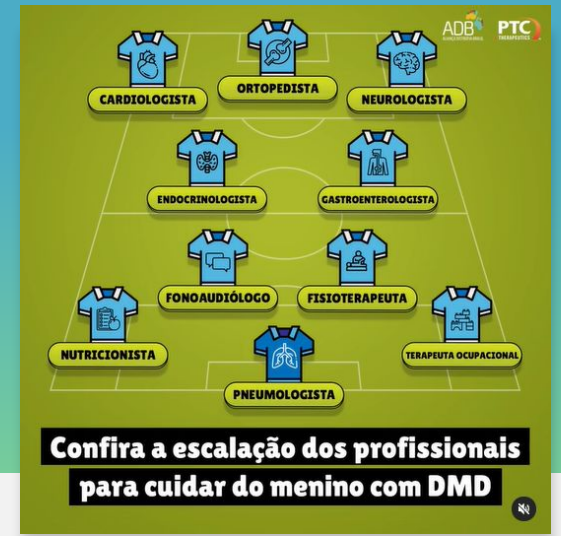 ADB
PTC
THERAPEUTICS
CARDIOLOGISTA
ORTOPEDISTA
NEUROLOGISTA
ENDOCRINOLOGISTA
GASTROENTEROLOGISTA
FONOAUDIÓLOGO
FISIOTERAPEUTA
NUTRICIONISTA
TERAPEUTA OCUPACIONAL
PNEUMOLOGISTA
Confira a escalação dos profissionais
para cuidar do menino com DMD